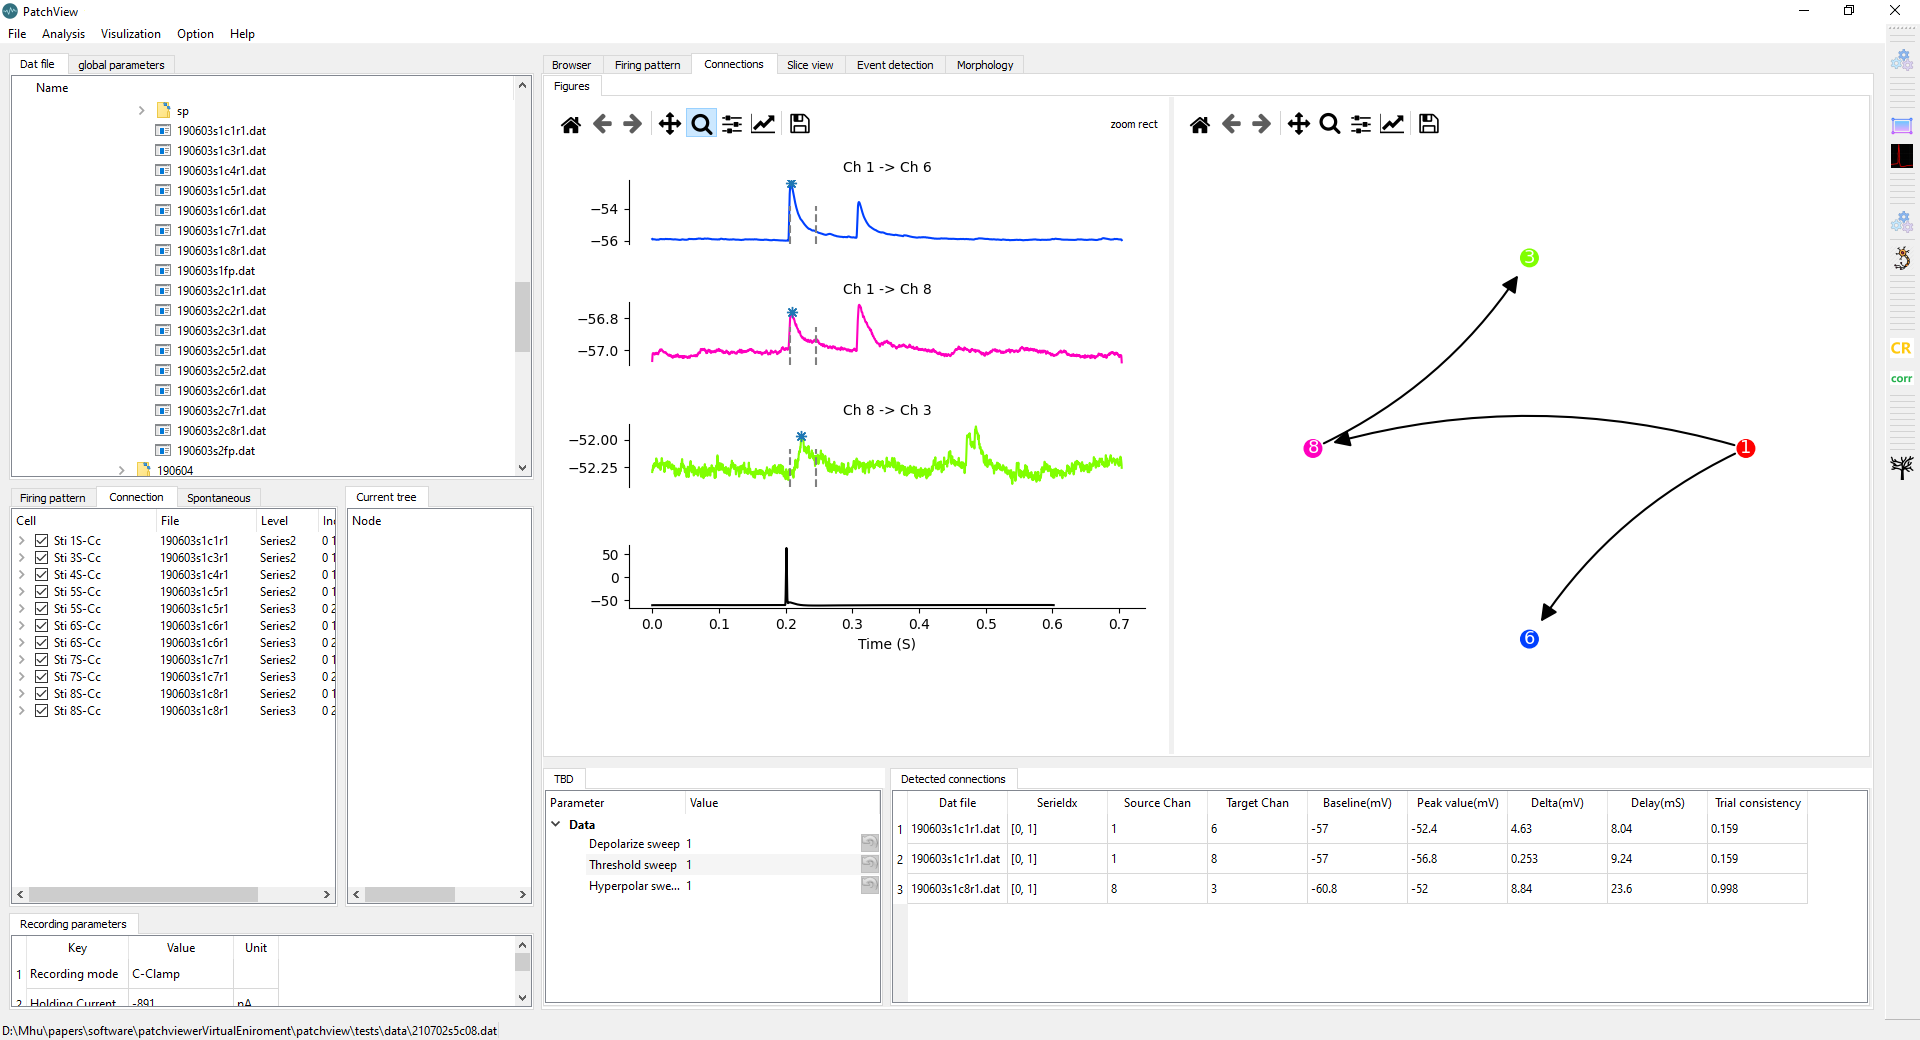 PatchView
File Analysis Visulization Option Help
Dat file global parameters
Name
sp
190603s1c1r1.dat
190603s1c3r1.dat
190603s1c4r1.dat
190603s1c5r1.dat
190603s1c6r1.dat
190603s1c7r1.dat
190603s1c8r1.dat
190603s1fp.dat
190603s2c1r1.dat
190603s2c2r1.dat
190603s2c3r1.dat
190603s2c5r1.dat
190603s2c5r2.dat
190603s2c6r1.dat
190603s2c7r1.dat
190603s2c8r1.dat
190603s2fp.dat
190604
Firing pattern Connection Spontaneous
Cell File Level In
Sti 1S-Cc 190603s1c1r1 Series2 0 1
Sti 3S-Cc 190603s1c3r1 Series2 0 1
Sti 4S-Cc 190603s1c4r1 Series2 0 1
Sti 5S-Cc 190603s1c5r1 Series2 0 1
Sti 5S-Cc 190603s1c5r1 Series3 0 2
Sti 6S-Cc 190603s1c6r1 Series2 0 1
Sti 6S-Cc 190603s1c6r1 Series3 0 2
Sti 7S-Cc 190603s1c7r1 Series2 0 1
Sti 7S-Cc 190603s1c7r1 Series3 0 2
Sti 8S-Cc 190603s1c8r1 Series2 0 1
Sti 8S-Cc 190603s1c8r1 Series3 0 2
Current tree
Node
Recording parameters
Key Value Unit
1 Recording mode C-Clamp
2 Holding Current -891 nA
Browser Firing pattern Connections Slice view Event detection Morphology
Figures
zoom rect
Ch 1 -> Ch 6
−54
−56
Ch 1 -> Ch 8
−56.8
−57.0
Ch 8 -> Ch 3
−52.00
−52.25
50
0
−50
0.0 0.1 0.2 0.3 0.4 0.5 0.6 0.7
Time (S)
3
8
1
6
CR
corr
TBD
Parameter Value
Data
Depolarize sweep 1
Threshold sweep 1
Hyperpolar swe... 1
Detected connections
Dat file SerieIdx Source Chan Target Chan Baseline(mV) Peak value(mV) Delta(mV) Delay(mS) Trial consistency
1 190603s1c1r1.dat [0, 1] 1 6 -57 -52.4 4.63 8.04 0.159
2 190603s1c1r1.dat [0, 1] 1 8 -57 -56.8 0.253 9.24 0.159
3 190603s1c8r1.dat [0, 1] 8 3 -60.8 -52 8.84 23.6 0.998
D:\Mhu\papers\software\patchviewerVirtualEniroment\patchview\tests\data\210702s5c08.dat